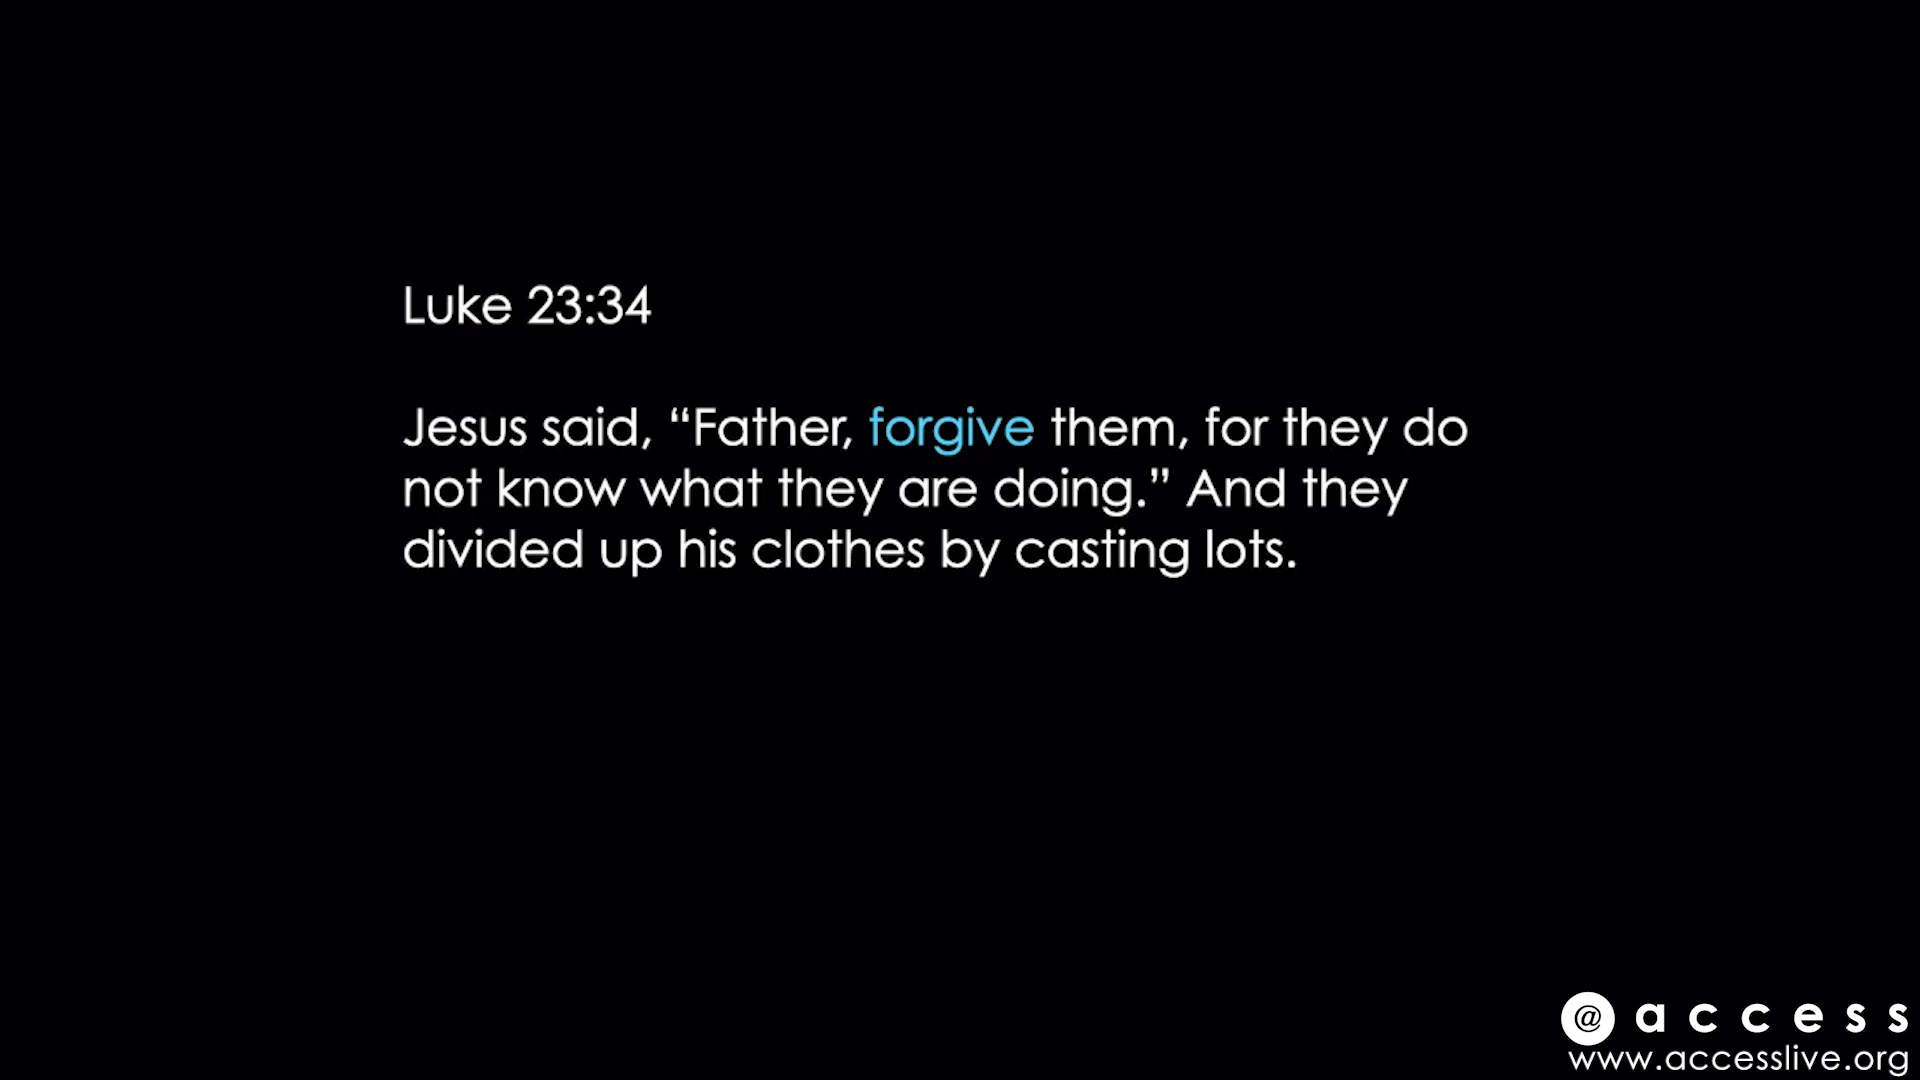 Luke 23:34
Jesus said, “Father, forgive them, for they do
not know what they are doing.” And they
divided up his clothes by casting lots.
@ access
www.accesslive.org